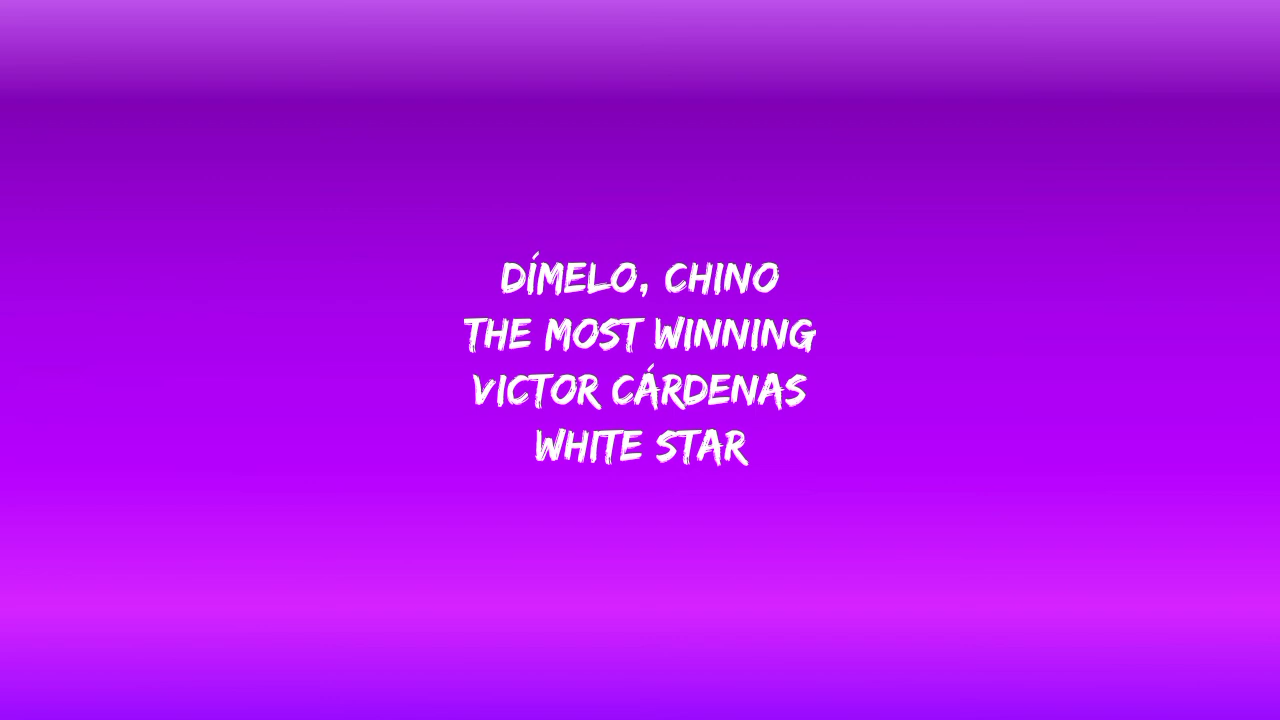 DÍMELO, CHINO
THE MOST WINNING
VICTOR CÁRDENAS
WHITE STAR